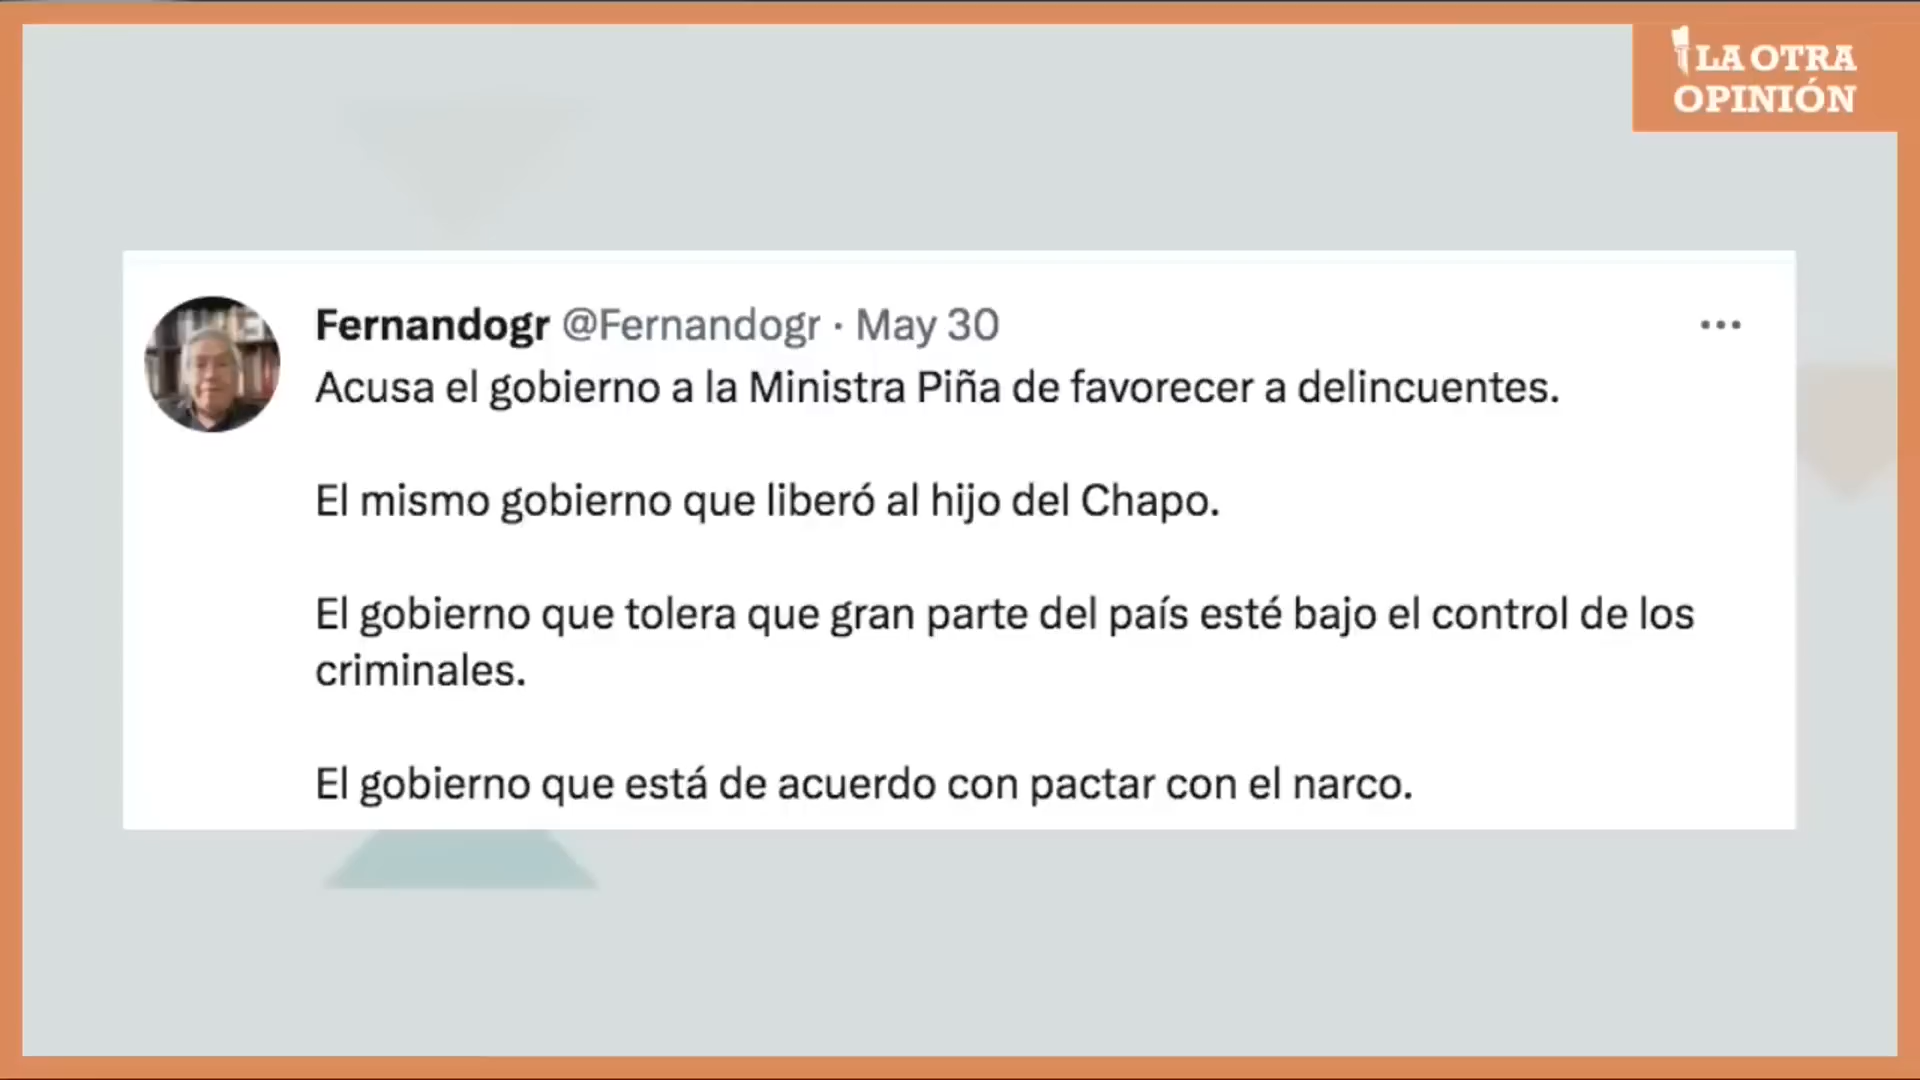 LA OTRA
OPINIÓN
Fernandogr @Fernandogr · May 30
Acusa el gobierno a la Ministra Piña de favorecer a delincuentes.
El mismo gobierno que liberó al hijo del Chapo.
El gobierno que tolera que gran parte del país esté bajo el control de los
criminales.
El gobierno que está de acuerdo con pactar con el narco.